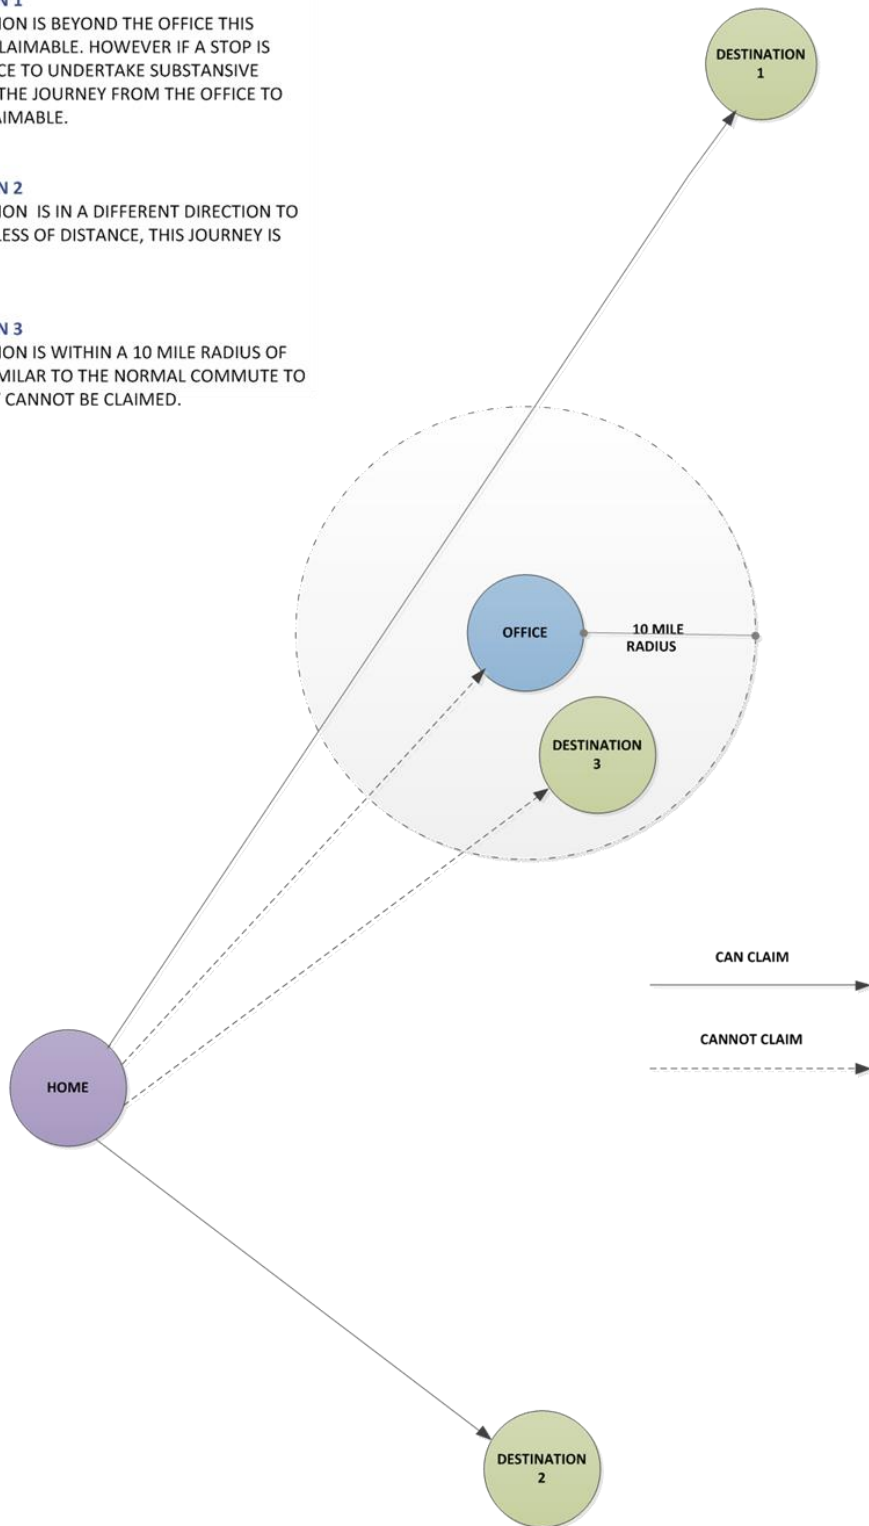 N 1
ION IS BEYOND THE OFFICE THIS
LAIMABLE. HOWEVER IF A STOP IS
CE TO UNDERTAKE SUBSTANSIVE
THE JOURNEY FROM THE OFFICE TO
AIMABLE.
N 2
ION IS IN A DIFFERENT DIRECTION TO
LESS OF DISTANCE, THIS JOURNEY IS
N 3
ION IS WITHIN A 10 MILE RADIUS OF
MILAR TO THE NORMAL COMMUTE TO
CANNOT BE CLAIMED.
DESTINATION
1
OFFICE
10 MILE
RADIUS
DESTINATION
3
CAN CLAIM
CANNOT CLAIM
HOME
DESTINATION
2